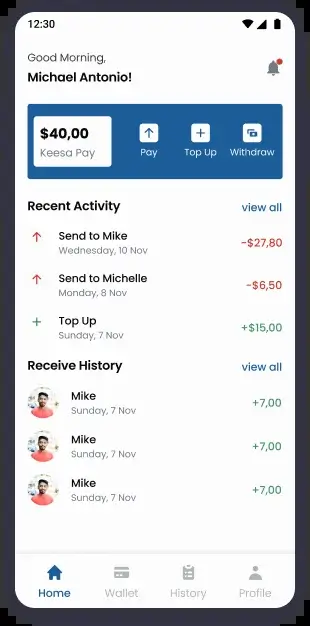 12:30
Good Morning,
Michael Antonio!
$40,00
Keesa Pay
Pay
Top Up
Withdraw
Recent Activity
view all
Send to Mike
Wednesday, 10 Nov
-$27,80
Send to Michelle
Monday, 8 Nov
-$6,50
Top Up
Sunday, 7 Nov
+$15,00
Receive History
view all
Mike
Sunday, 7 Nov
+7,00
Mike
Sunday, 7 Nov
+7,00
Mike
Sunday, 7 Nov
+7,00
Home
Wallet
History
Profile